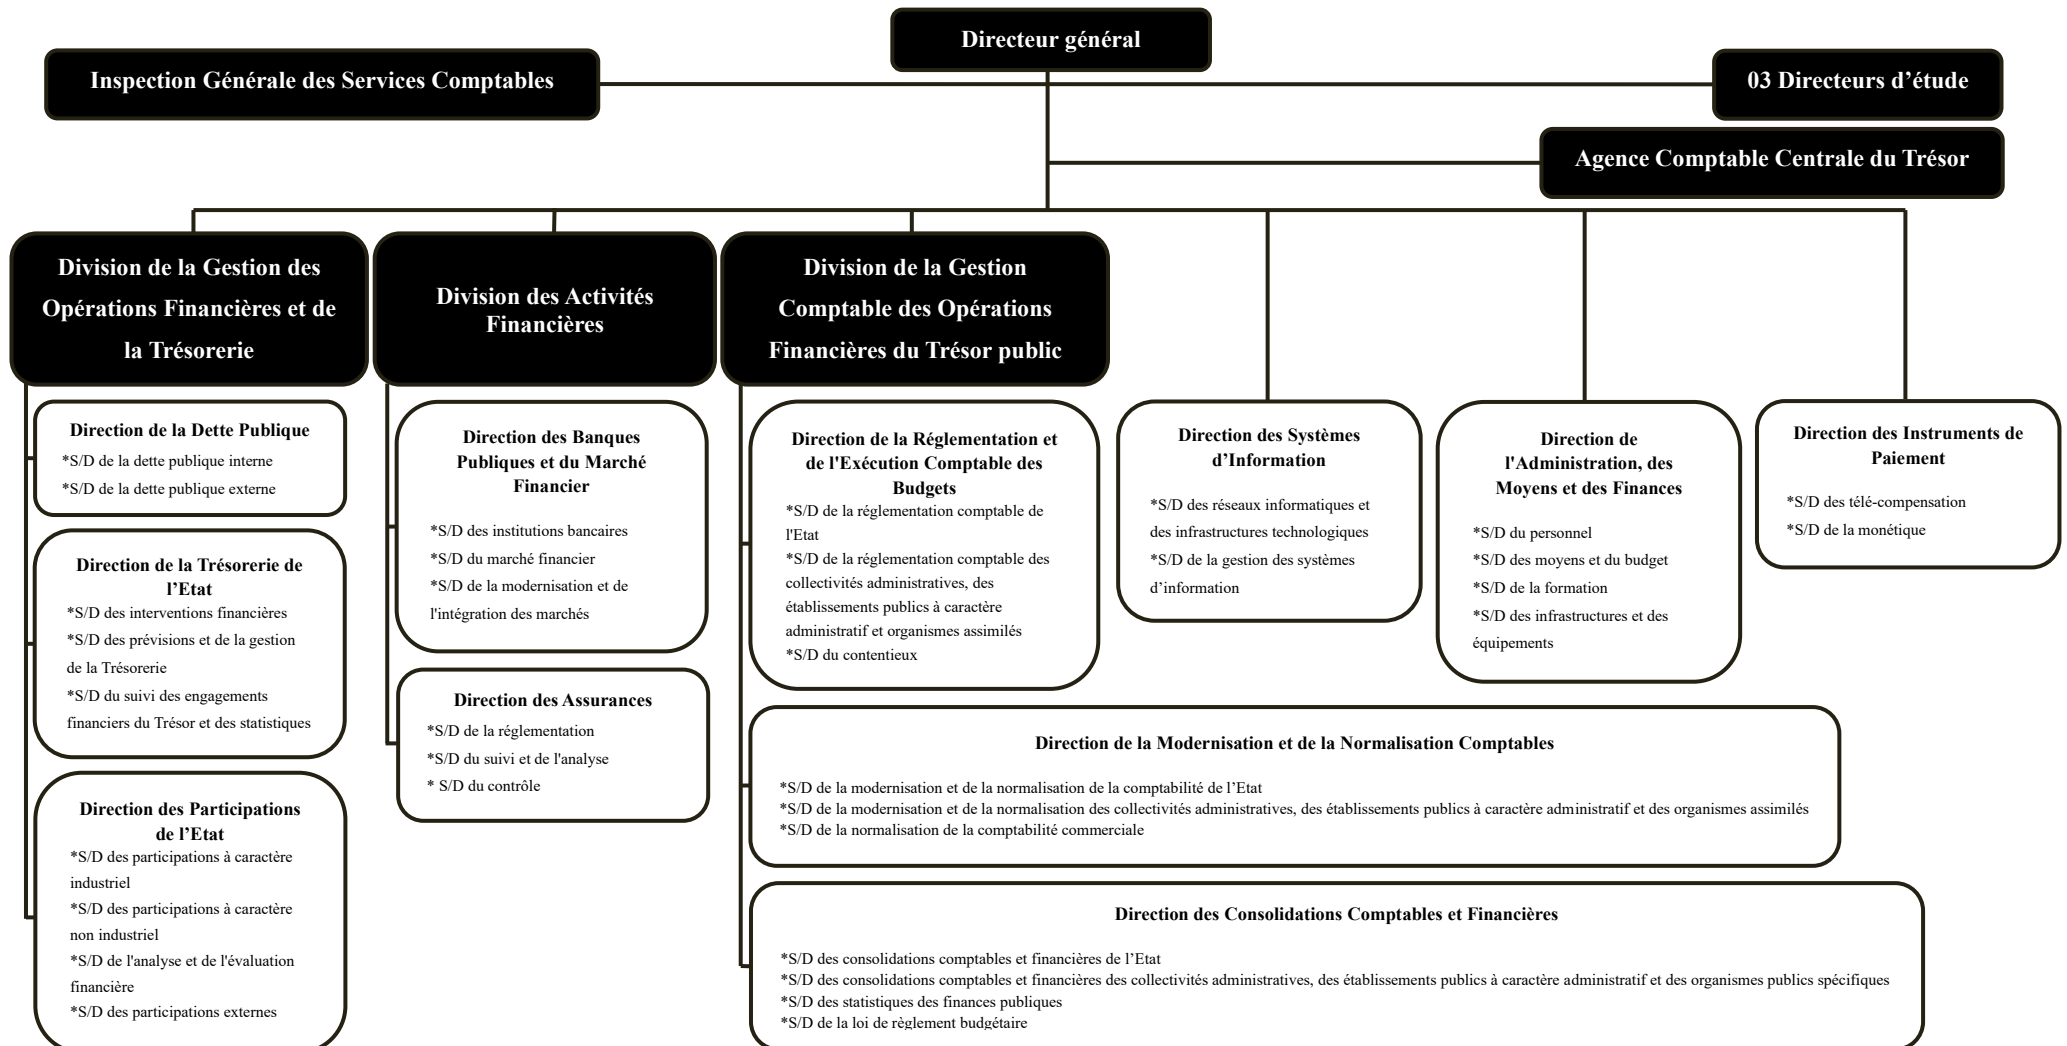 Directeur général
Inspection Générale des Services Comptables
03 Directeurs d’étude
Agence Comptable Centrale du Trésor
Division de la Gestion des
Opérations Financières et de
la Trésorerie
Division des Activités
Financières
Division de la Gestion
Comptable des Opérations
Financières du Trésor public
Direction de la Dette Publique
*S/D de la dette publique interne
*S/D de la dette publique externe
Direction de la Trésorerie de
l’Etat
*S/D des interventions financières
*S/D des prévisions et de la gestion
de la Trésorerie
*S/D du suivi des engagements
financiers du Trésor et des statistiques
Direction des Participations
de l’Etat
*S/D des participations à caractère
industriel
*S/D des participations à caractère
non industriel
*S/D de l'analyse et de l'évaluation
financière
*S/D des participations externes
Direction des Banques
Publiques et du Marché
Financier
*S/D des institutions bancaires
*S/D du marché financier
*S/D de la modernisation et de
l'intégration des marchés
Direction des Assurances
*S/D de la réglementation
*S/D du suivi et de l'analyse
* S/D du contrôle
Direction de la Réglementation et
de l'Exécution Comptable des
Budgets
*S/D de la réglementation comptable de
l'Etat
*S/D de la réglementation comptable des
collectivités administratives, des
établissements publics à caractère
administratif et organismes assimilés
*S/D du contentieux
Direction des Systèmes
d’Information
*S/D des réseaux informatiques et
des infrastructures technologiques
*S/D de la gestion des systèmes
d’information
Direction de
l'Administration, des
Moyens et des Finances
*S/D du personnel
*S/D des moyens et du budget
*S/D de la formation
*S/D des infrastructures et des
équipements
Direction des Instruments de
Paiement
*S/D des télé-compensation
*S/D de la monétique
Direction de la Modernisation et de la Normalisation Comptables
*S/D de la modernisation et de la normalisation de la comptabilité de l’Etat
*S/D de la modernisation et de la normalisation des collectivités administratives, des établissements publics à caractère administratif et des organismes assimilés
*S/D de la normalisation de la comptabilité commerciale
Direction des Consolidations Comptables et Financières
*S/D des consolidations comptables et financières de l’Etat
*S/D des consolidations comptables et financières des collectivités administratives, des établissements publics à caractère administratif et des organismes publics spécifiques
*S/D des statistiques des finances publiques
*S/D de la loi de règlement budgétaire